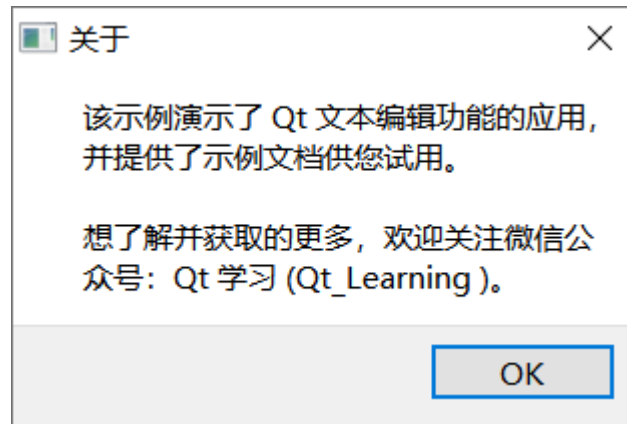 关于
该示例演示了 Qt 文本编辑功能的应用，
并提供了示例文档供您试用。
想了解并获取的更多，欢迎关注微信公
众号：Qt 学习 (Qt_Learning )。
OK